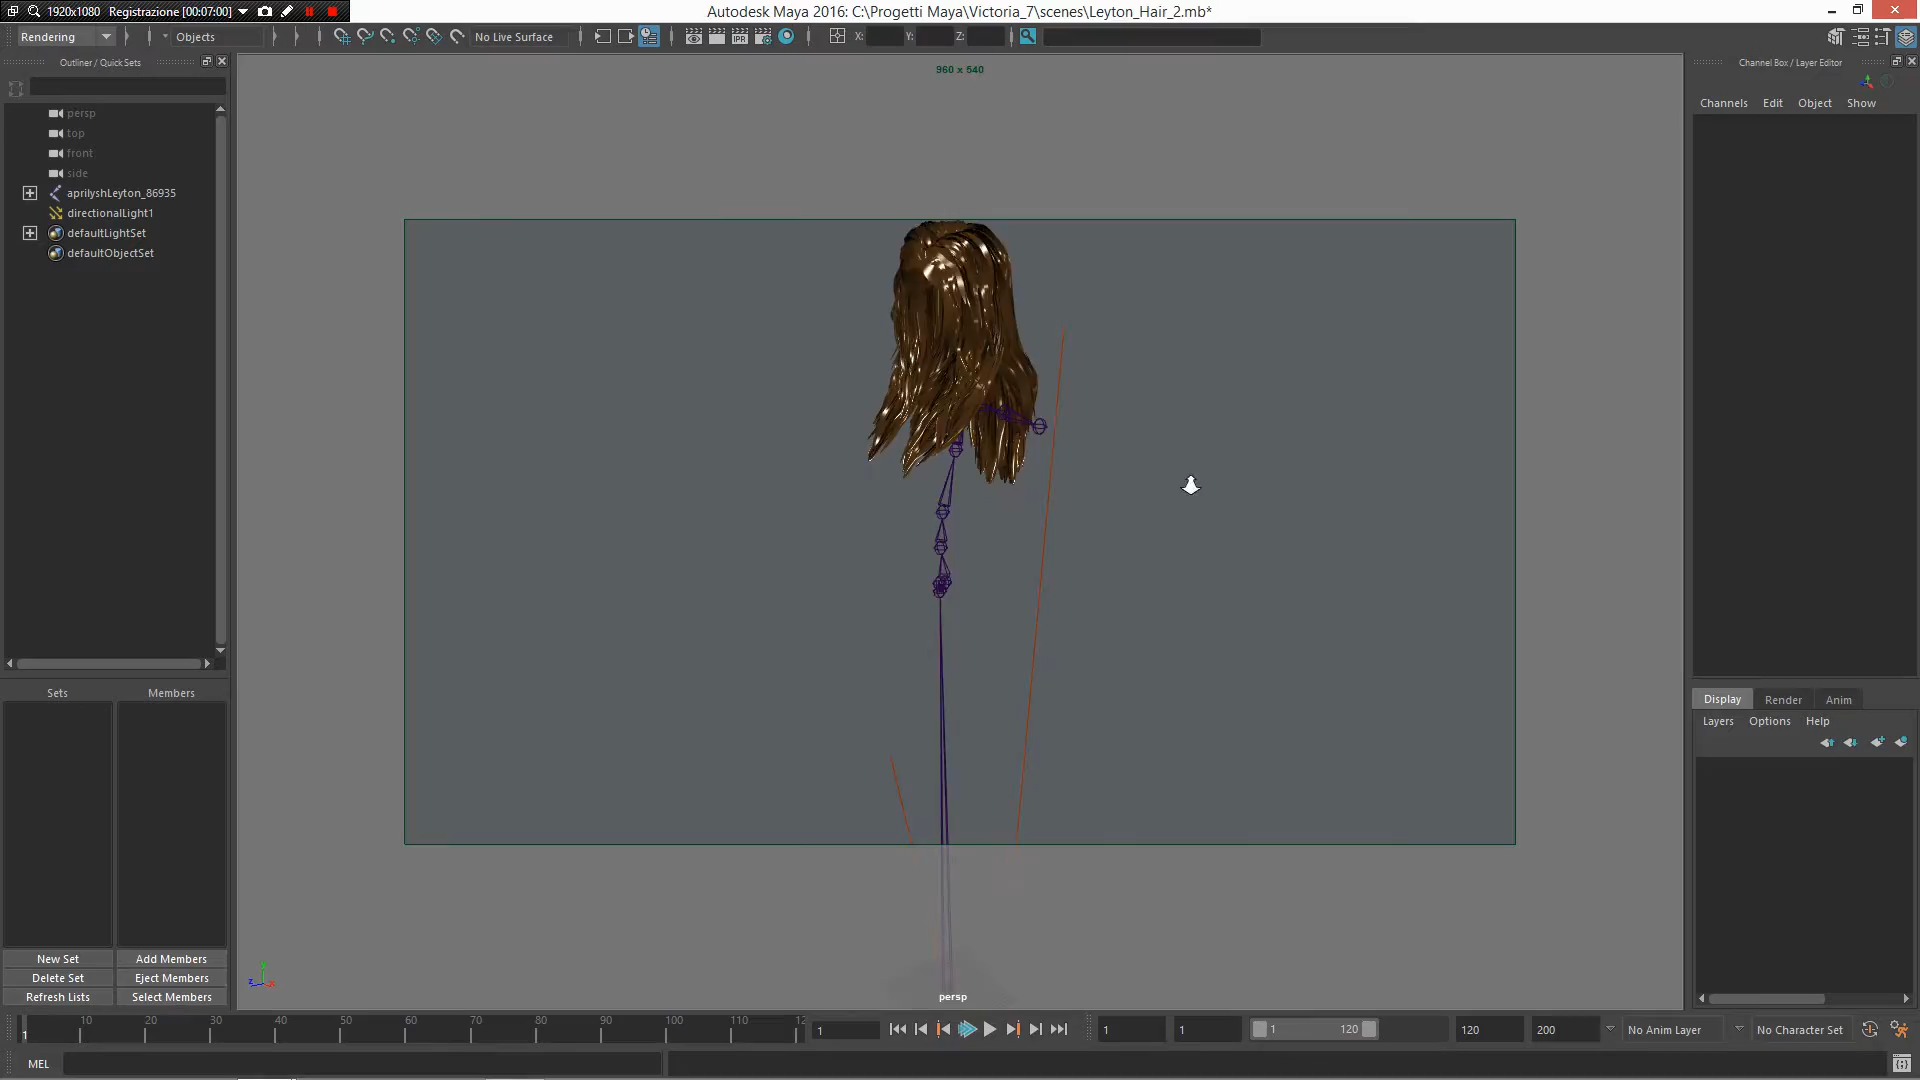 1920x1080 Registrazione [00:07:00]
Autodesk Maya 2016: C:\Progetti Maya\Victoria_7\scenes\Leyton_Hair_2.mb*
Rendering Objects No Live Surface IPR X: Y: Z:
Outliner / Quick Sets
960 x 540
Channel Box / Layer Editor
Channels Edit Object Show
persp
top
front
side
aprilyshLeyton_86935
directionalLight1
defaultLightSet
defaultObjectSet
Sets Members
Display Render Anim
Layers Options Help
New Set Add Members
Delete Set Eject Members
Refresh Lists Select Members
persp
1 10 20 30 40 50 60 70 80 90 100 110 12
1 1 1 1 120 120 200 No Anim Layer No Character Set
MEL